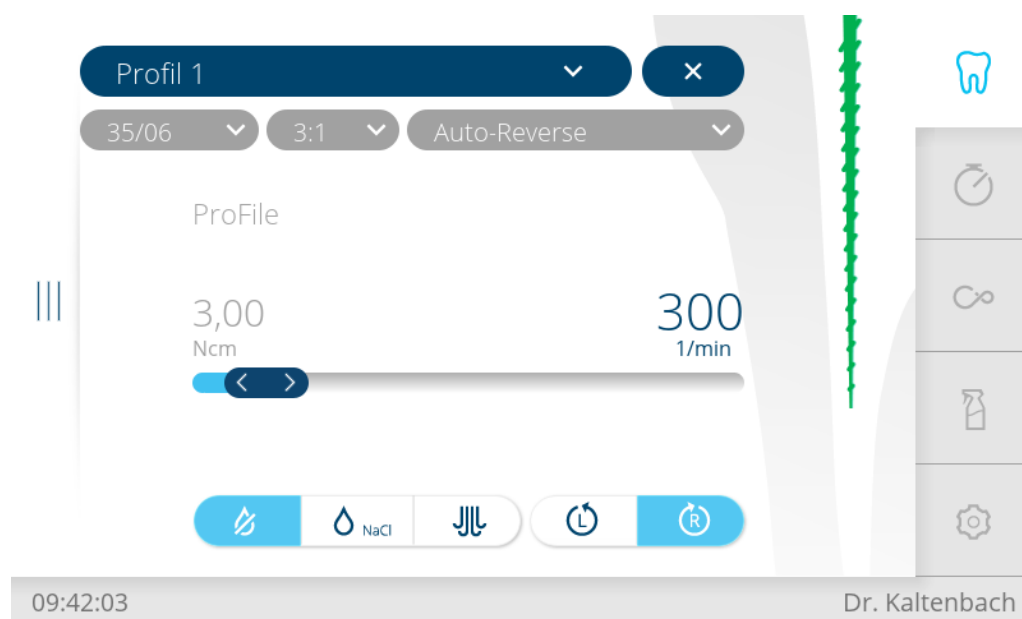 Profil 1
35/06 3:1 Auto-Reverse
ProFile
3,00 300
Ncm 1/min
NaCl L R
09:42:03 Dr. Kaltenbach